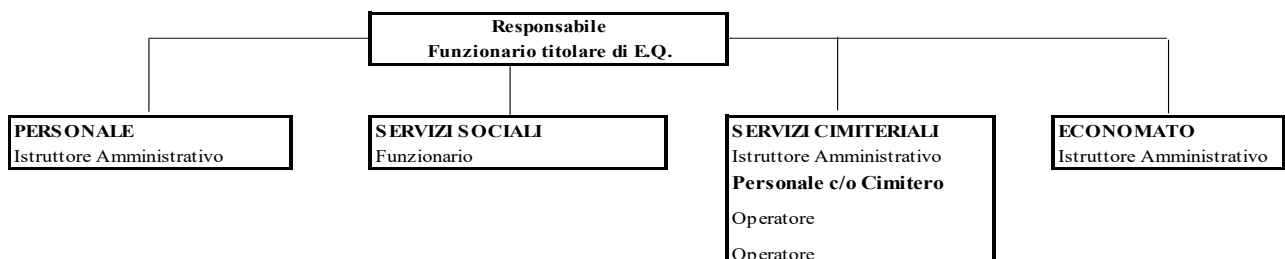 Responsabile
Funzionario titolare di E.Q.
PERSONALE
Istruttore Amministrativo
SERVIZI SOCIALI
Funzionario
SERVIZI CIMITERIALI
Istruttore Amministrativo
Personale c/o Cimitero
Operatore
Operatore
ECONOMATO
Istruttore Amministrativo